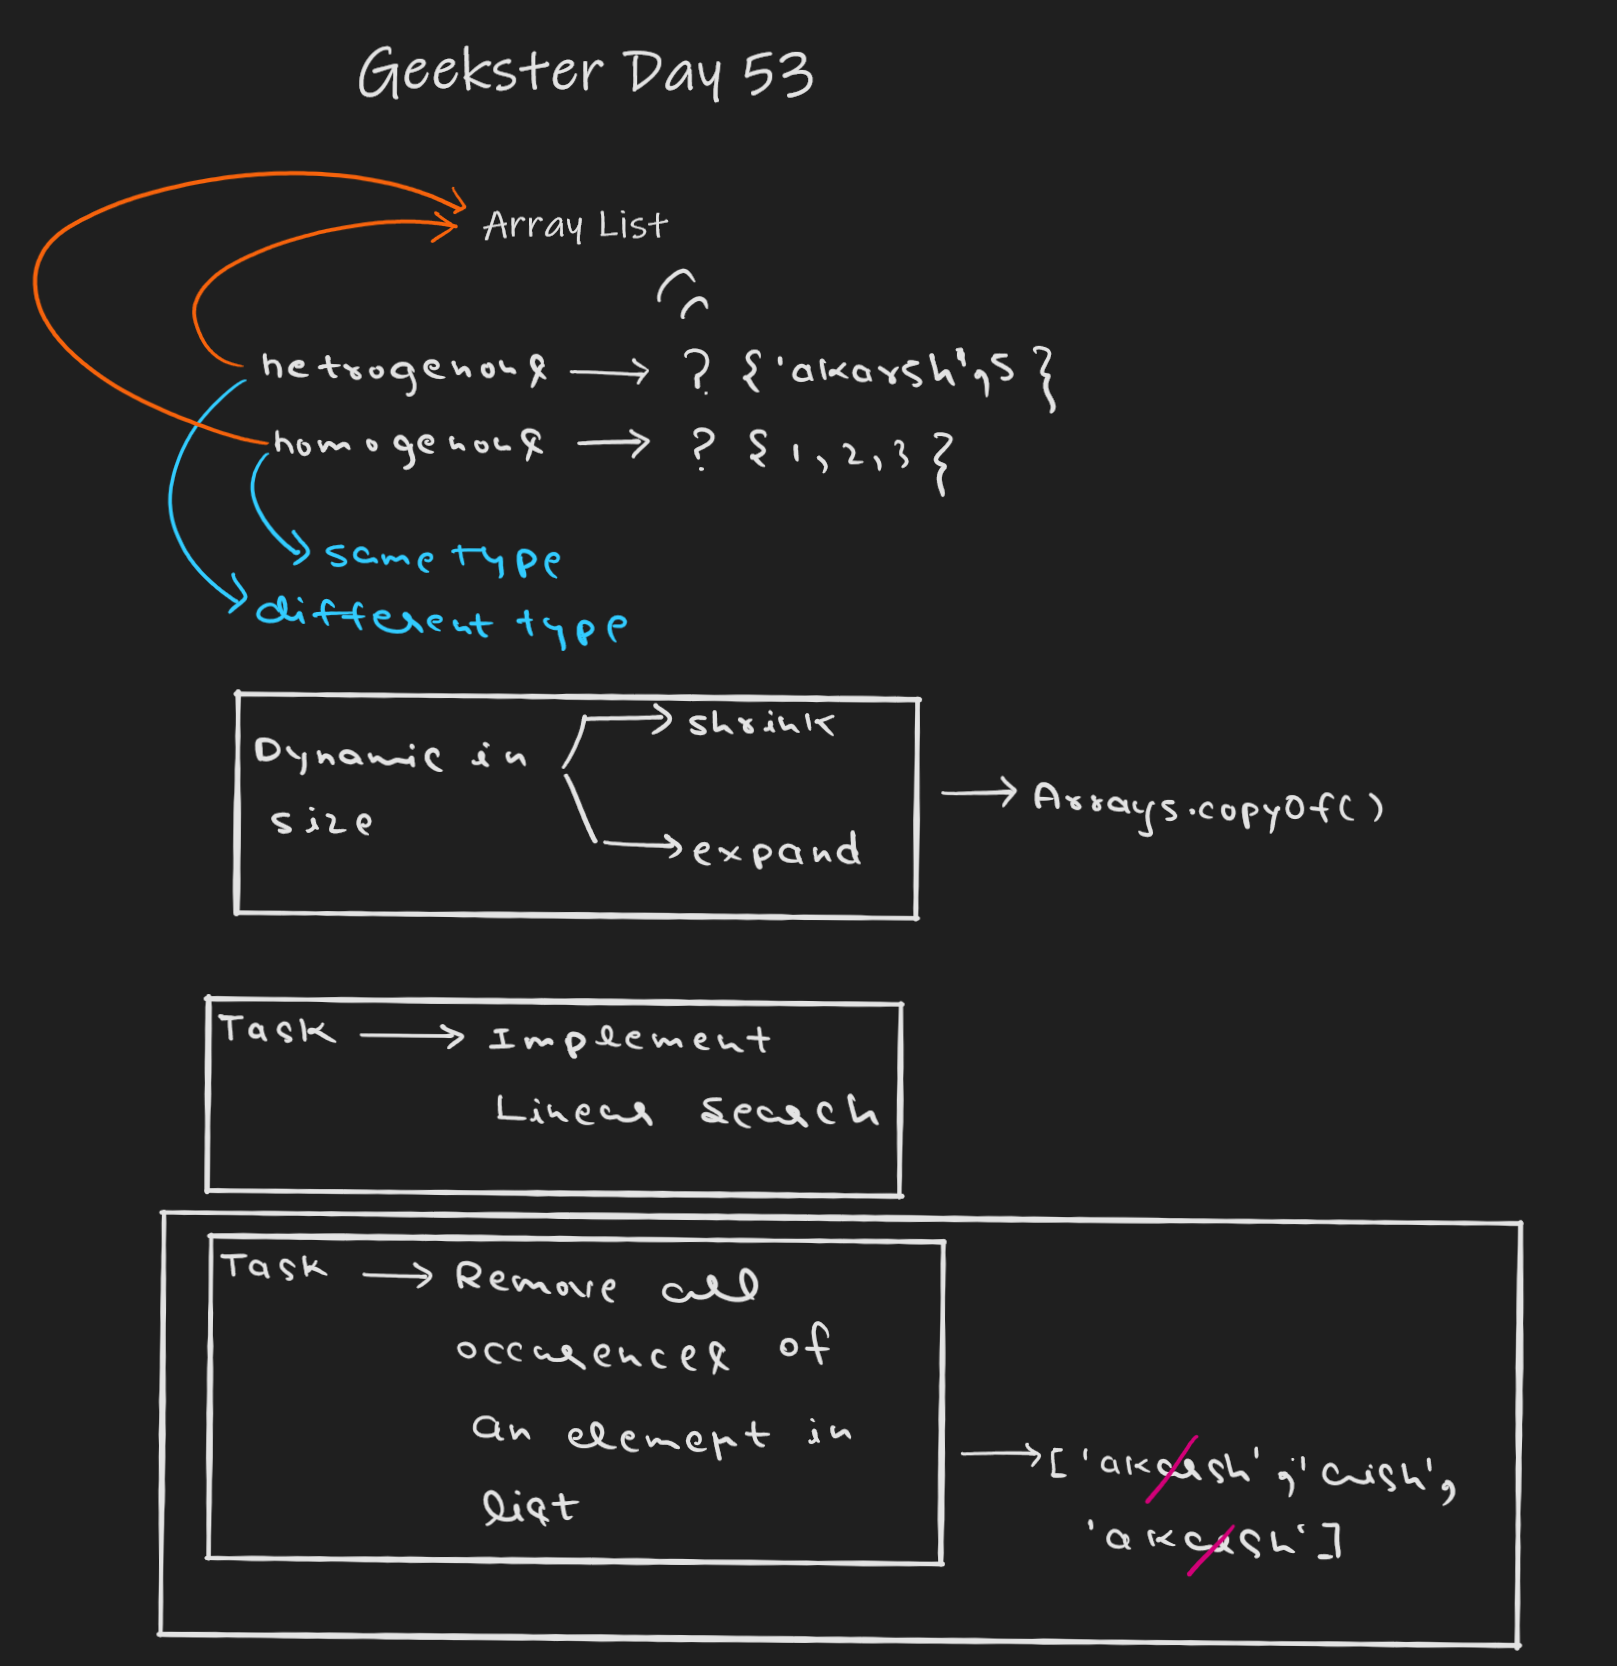 Geekster Day 53
Array List
hetrogenous → ? {'akarsh',5}
homogenous → ? {1,2,3}
same type
different type
Dynamic in
size
→ shrink
→ expand
→ Arrays.copyOf()
Task → Implement
Linear Search
Task → Remove all
occurences of
an element in
list
→ ['akarsh',
'akarsh']